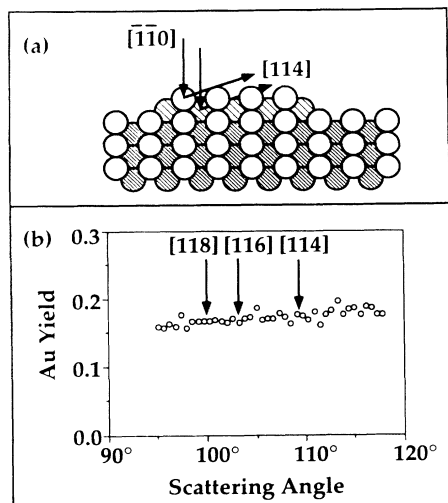 (a)
[1̄1̄0]
[114]
(b)
[118] [116] [114]
0.3
0.2
0.1
0.0
Au Yield
90° 100° 110° 120°
Scattering Angle